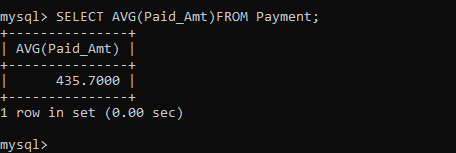 mysql> SELECT AVG(Paid_Amt)FROM Payment;
+---------------+
| AVG(Paid_Amt) |
+---------------+
|      435.7000 |
+---------------+
1 row in set (0.00 sec)
mysql>